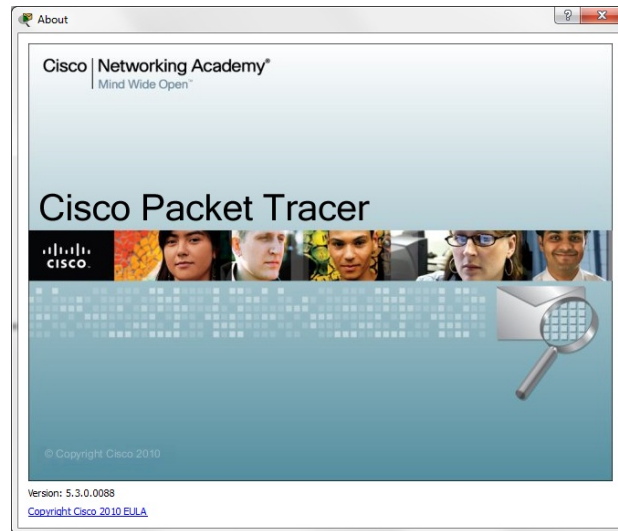 About
Cisco Networking Academy®
Mind Wide Open™
Cisco Packet Tracer
CISCO
© Copyright Cisco 2010
Version: 5.3.0.0088
Copyright Cisco 2010 EULA